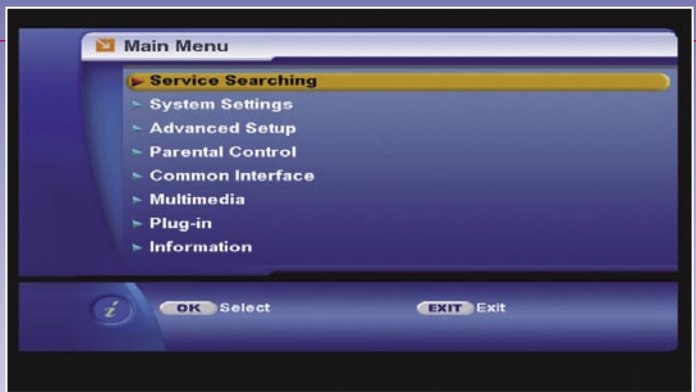 Main Menu
Service Searching
System Settings
Advanced Setup
Parental Control
Common Interface
Multimedia
Plug-in
Information
i OK Select EXIT Exit